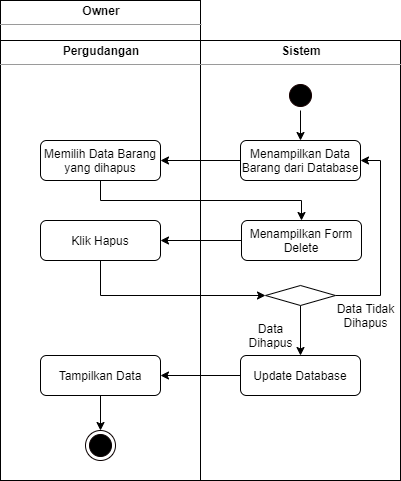 Owner
Pergudangan
Sistem
Menampilkan Data
Barang dari Database
Memilih Data Barang
yang dihapus
Menampilkan Form
Delete
Klik Hapus
Data Tidak
Dihapus
Data
Dihapus
Update Database
Tampilkan Data